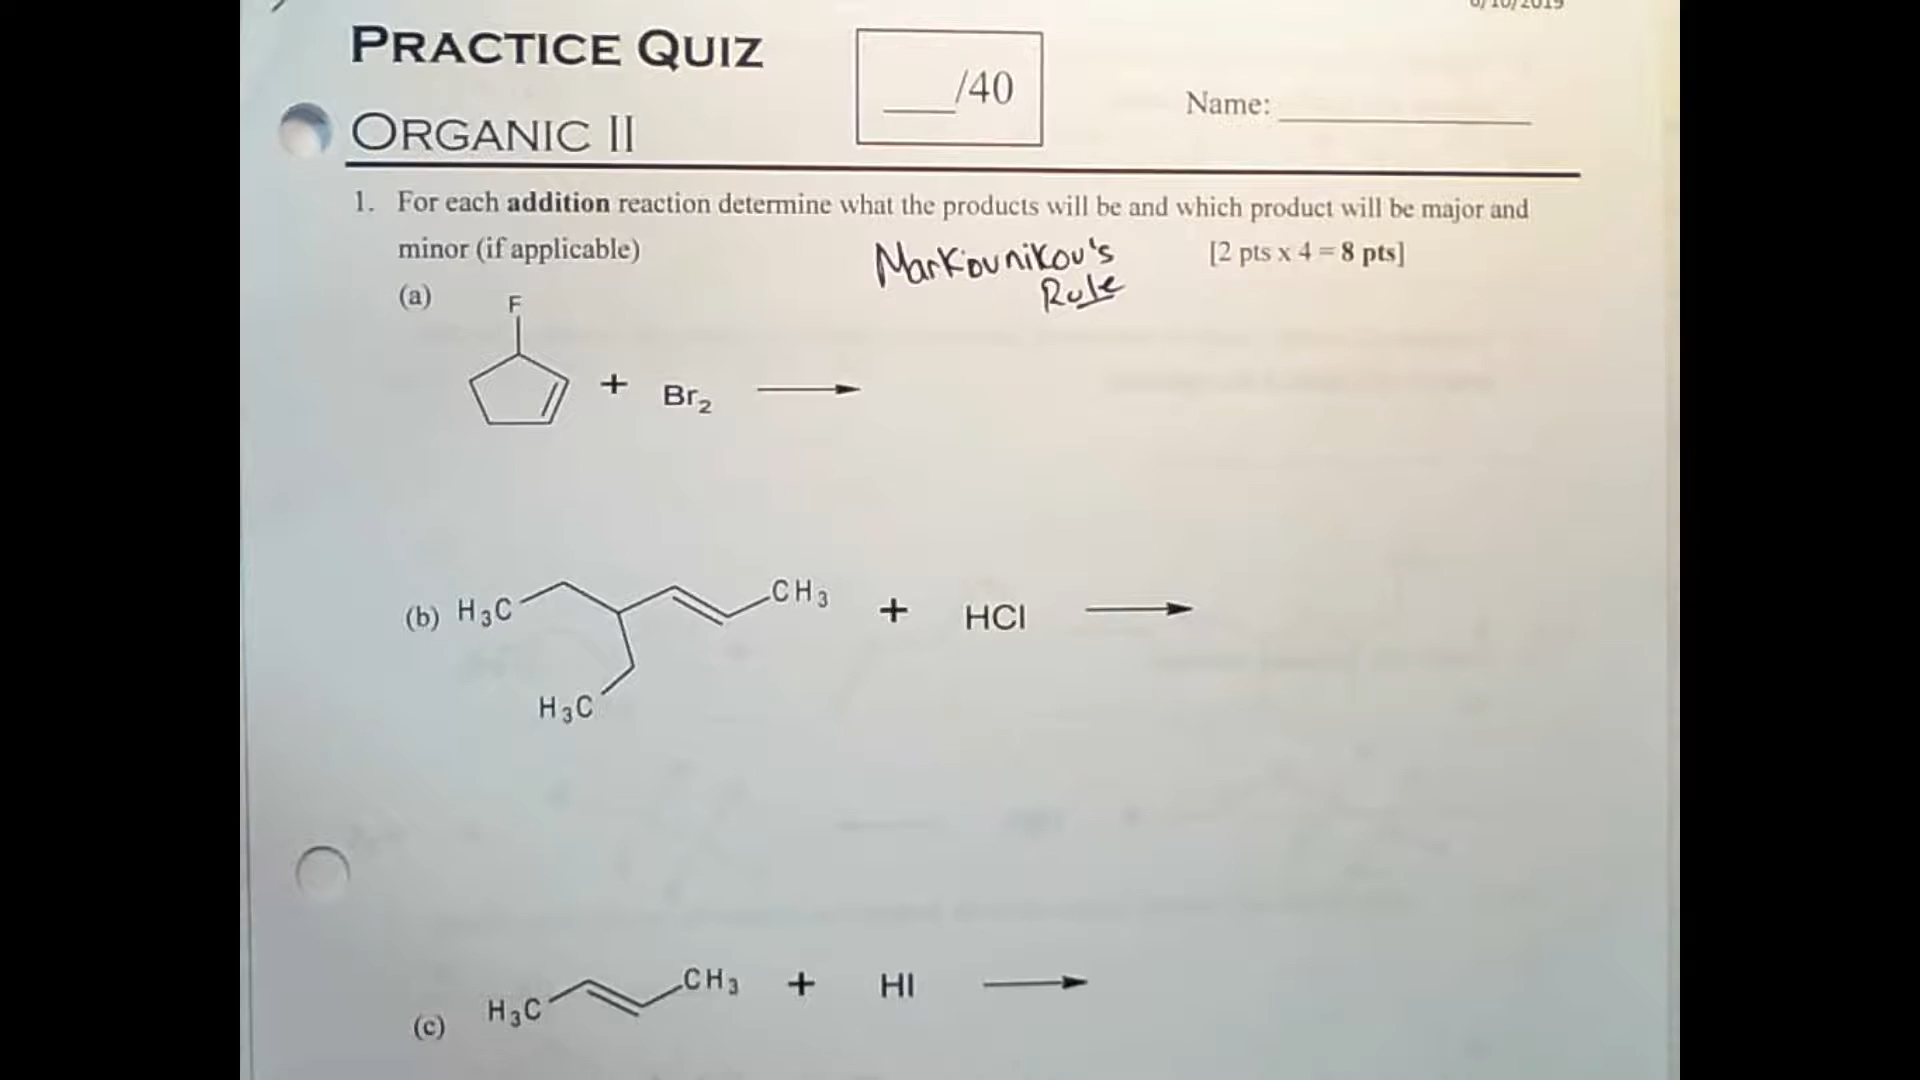 PRACTICE QUIZ
ORGANIC II
____/40
Name: ____________
1. For each addition reaction determine what the products will be and which product will be major and
minor (if applicable)
[2 pts x 4 = 8 pts]
Markovnikov's
Rule
(a)
F
+ Br2
(b) H3C
CH3
+ HCl
H3C
(c) H3C
CH3
+ HI